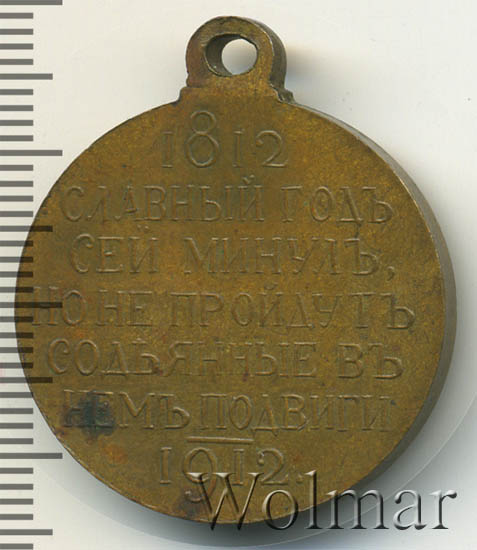 1812
СЛАВНЫЙ ГОДЪ
СЕЙ МИНУЛЪ,
НО НЕ ПРОЙДУТЪ
СОДѢЯННЫЕ ВЪ
НЕМЪ ПОДВИГИ
1912.
Wolmar